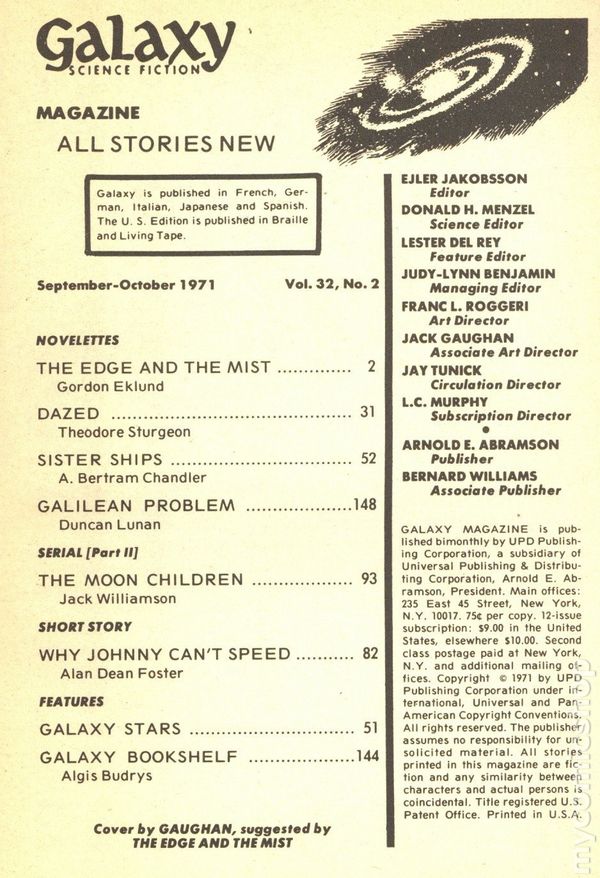 Galaxy
SCIENCE FICTION
MAGAZINE
ALL STORIES NEW
Galaxy is published in French, Ger-
man, Italian, Japanese and Spanish.
The U. S. Edition is published in Braille
and Living Tape.
September-October 1971 Vol. 32, No. 2
NOVELETTES
THE EDGE AND THE MIST ............. 2
Gordon Eklund
DAZED .................................... 31
Theodore Sturgeon
SISTER SHIPS ........................... 52
A. Bertram Chandler
GALILEAN PROBLEM ...................148
Duncan Lunan
SERIAL [Part II]
THE MOON CHILDREN ................. 93
Jack Williamson
SHORT STORY
WHY JOHNNY CAN'T SPEED ........... 82
Alan Dean Foster
FEATURES
GALAXY STARS ......................... 51
GALAXY BOOKSHELF ...................144
Algis Budrys
Cover by GAUGHAN, suggested by
THE EDGE AND THE MIST
EJLER JAKOBSSON
Editor
DONALD H. MENZEL
Science Editor
LESTER DEL REY
Feature Editor
JUDY-LYNN BENJAMIN
Managing Editor
FRANC L. ROGGERI
Art Director
JACK GAUGHAN
Associate Art Director
JAY TUNICK
Circulation Director
L.C. MURPHY
Subscription Director
•
ARNOLD E. ABRAMSON
Publisher
BERNARD WILLIAMS
Associate Publisher
GALAXY MAGAZINE is pub-
lished bimonthly by UPD Publish-
ing Corporation, a subsidiary of
Universal Publishing & Distribu-
ting Corporation, Arnold E. Ab-
ramson, President. Main offices:
235 East 45 Street, New York,
N.Y. 10017. 75¢ per copy. 12-issue
subscription: $9.00 in the United
States, elsewhere $10.00. Second
class postage paid at New York,
N.Y. and additional mailing of-
fices. Copyright © 1971 by UPD
Publishing Corporation under in-
ternational, Universal and Pan
American Copyright Conventions.
All rights reserved. The publisher
assumes no responsibility for un-
solicited material. All stories
printed in this magazine are fic-
tion and any similarity between
characters and actual persons is
coincidental. Title registered U.S.
Patent Office. Printed in U.S.A.
mycomicshop